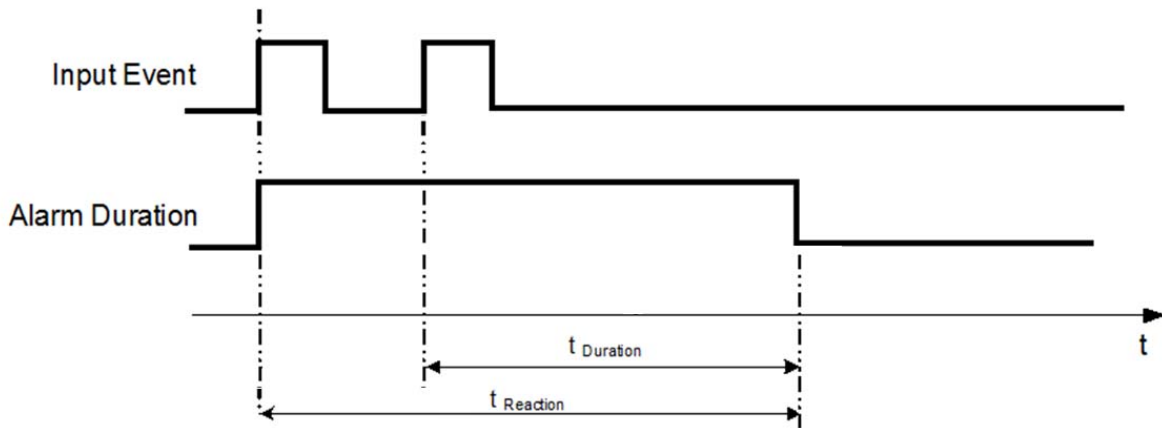 Input Event
Alarm Duration
t
t Duration
t Reaction